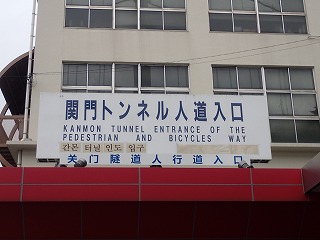 関門トンネル人道入口
KANMON TUNNEL ENTRANCE OF THE
PEDESTRIAN AND BICYCLES WAY
간몬 터널 인도 입구
关门隧道人行道入口